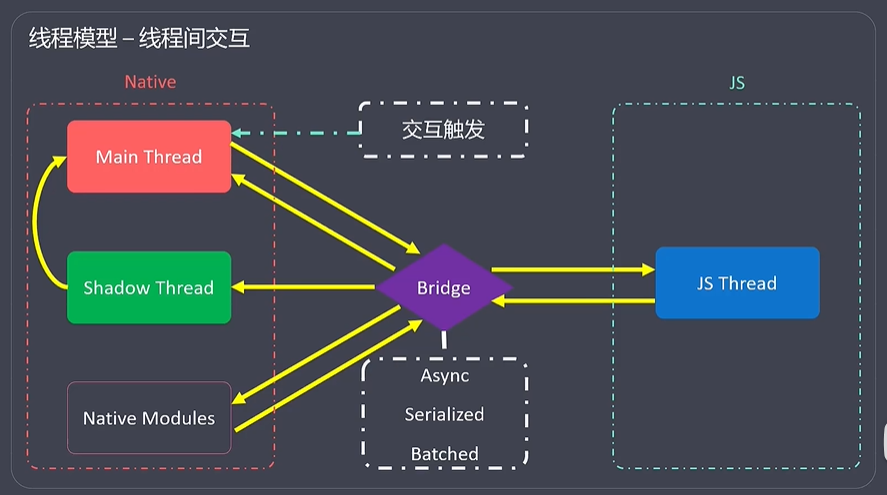 线程模型 – 线程间交互
Native
JS
交互触发
Main Thread
Shadow Thread
Bridge
JS Thread
Native Modules
Async
Serialized
Batched